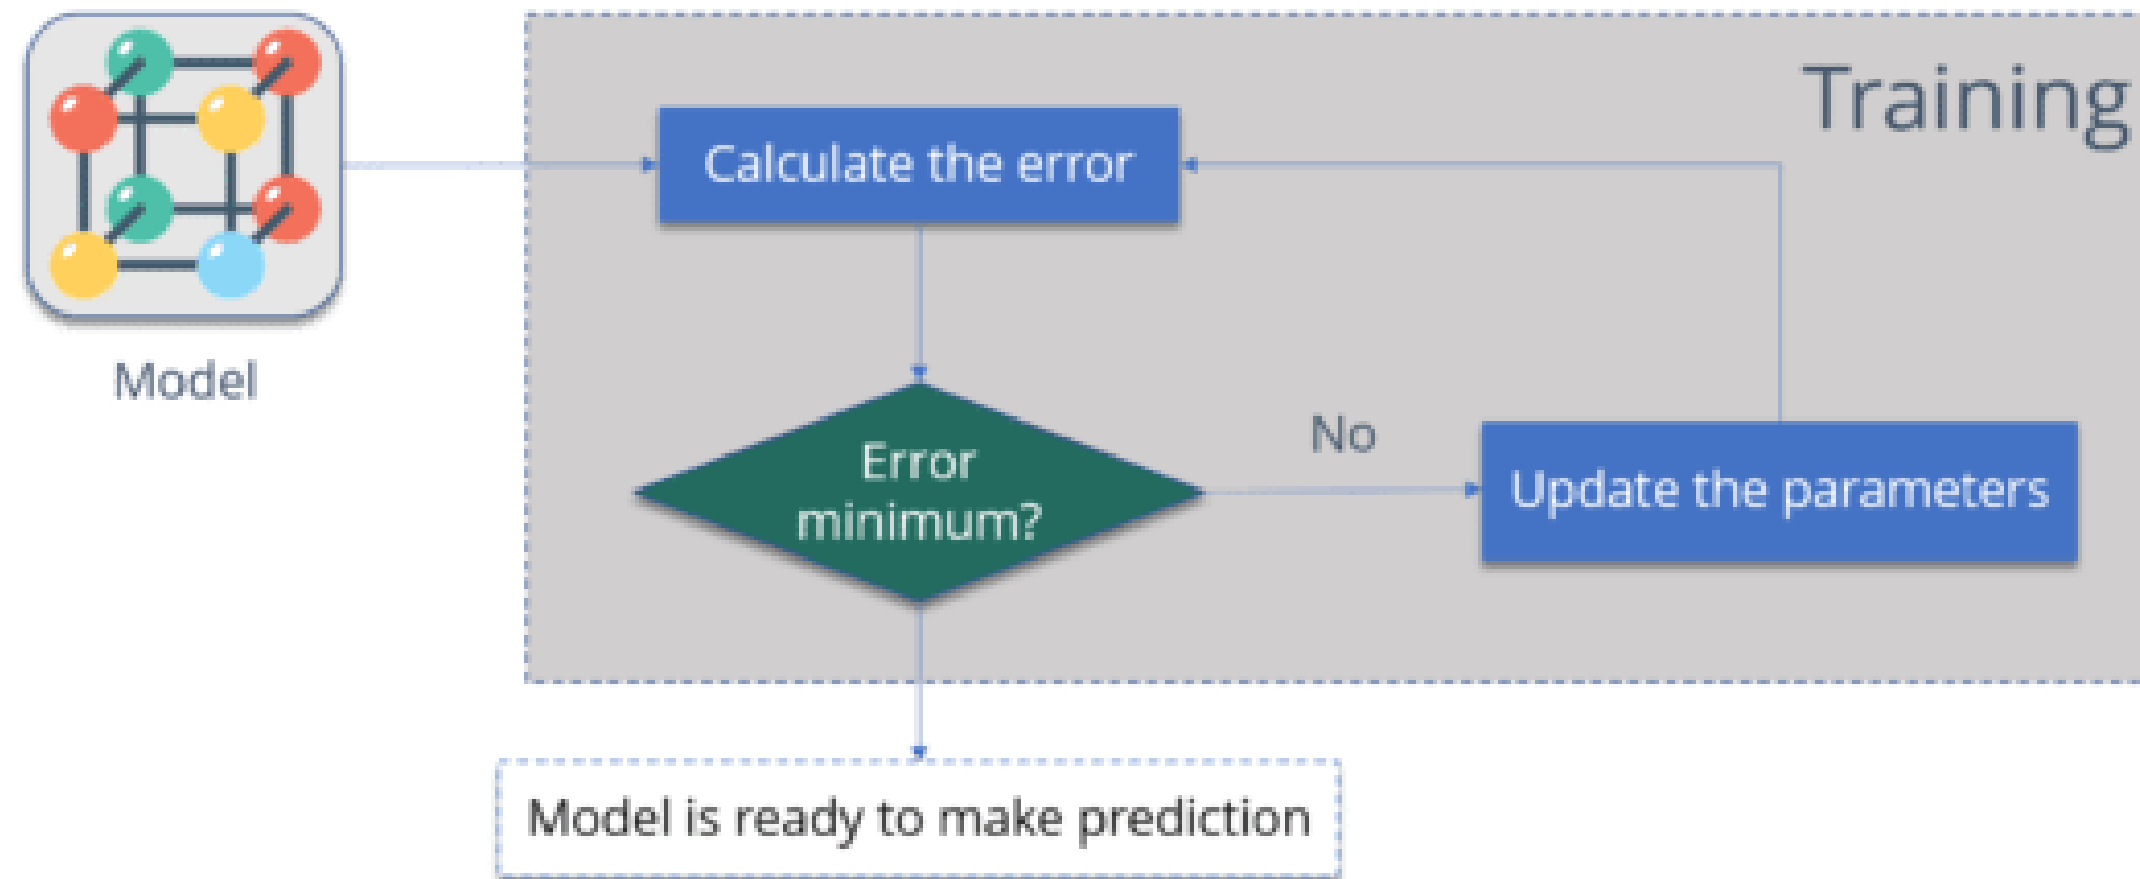 Training
Calculate the error
Model
Error
minimum?
No
Update the parameters
Model is ready to make prediction